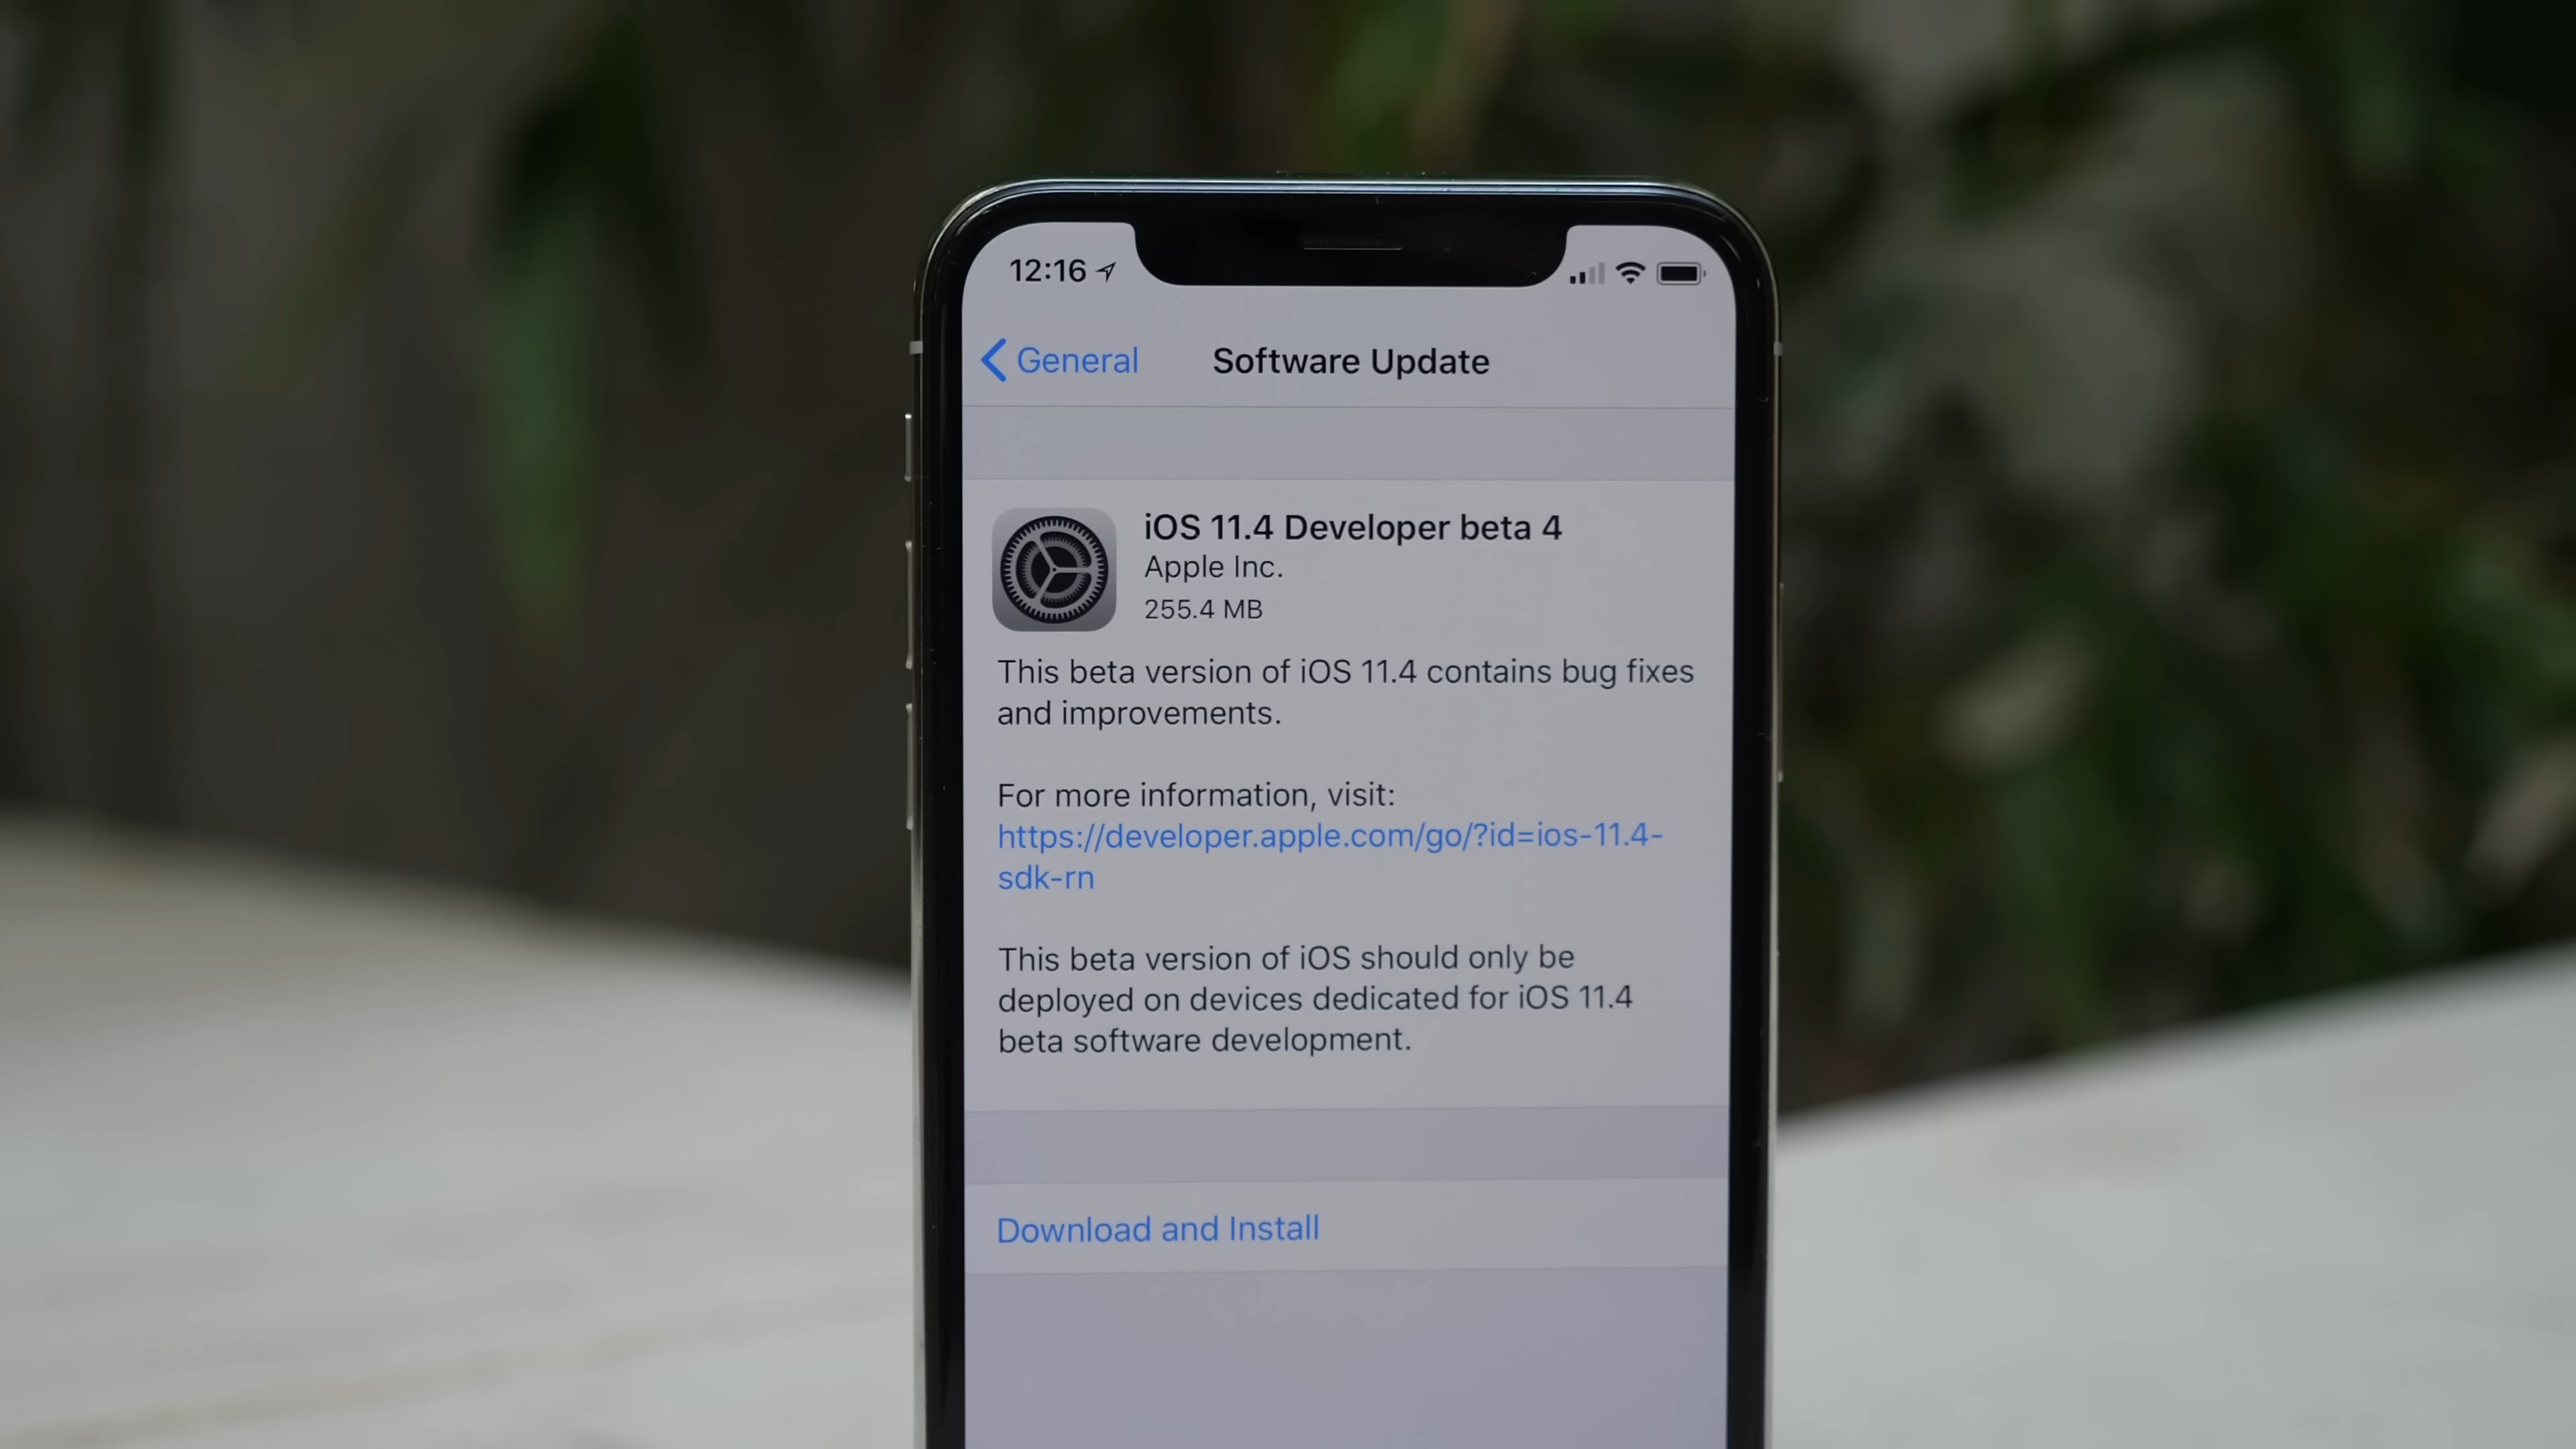 12:16
General
Software Update
iOS 11.4 Developer beta 4
Apple Inc.
255.4 MB
This beta version of iOS 11.4 contains bug fixes
and improvements.
For more information, visit:
https://developer.apple.com/go/?id=ios-11.4-
sdk-rn
This beta version of iOS should only be
deployed on devices dedicated for iOS 11.4
beta software development.
Download and Install